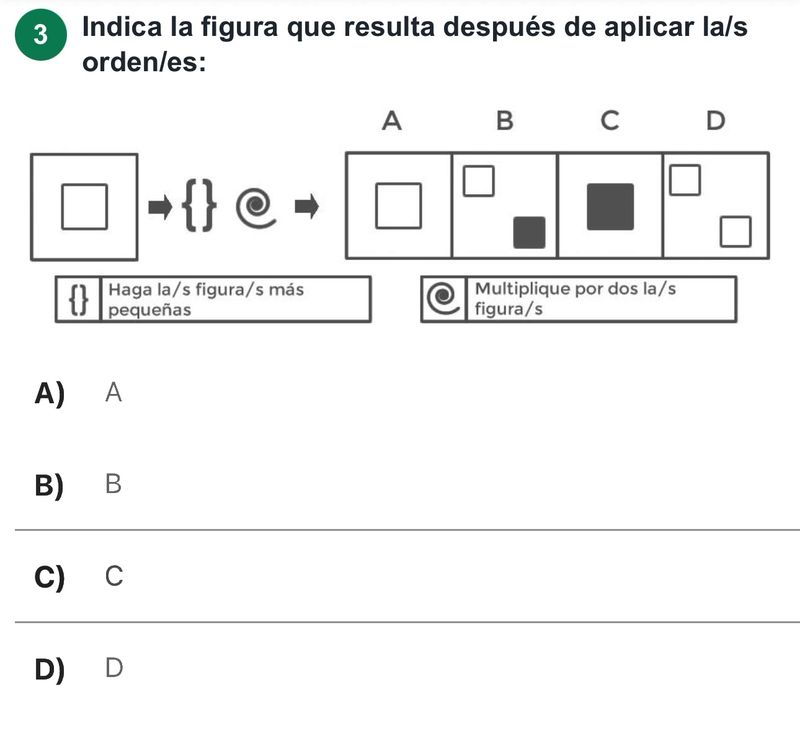 3 Indica la figura que resulta después de aplicar la/s
orden/es:
A B C D
{}
{} Haga la/s figura/s más
pequeñas
Multiplique por dos la/s
figura/s
A) A
B) B
C) C
D) D